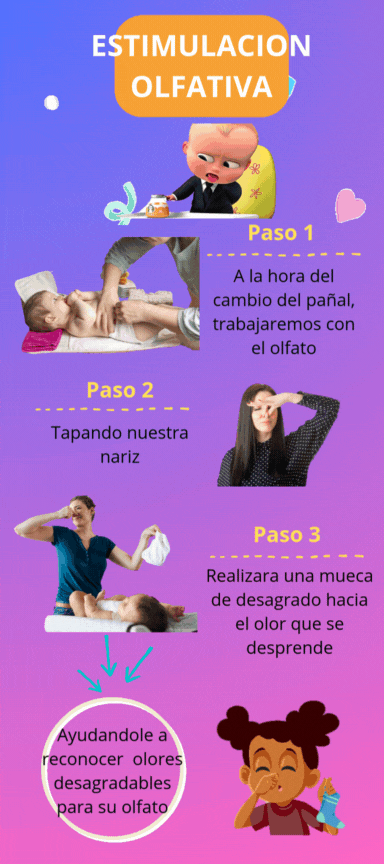 ESTIMULACION
OLFATIVA
Paso 1
A la hora del
cambio del pañal,
trabajaremos con
el olfato
Paso 2
Tapando nuestra
nariz
Paso 3
Realizara una mueca
de desagrado hacia
el olor que se
desprende
Ayudandole a
reconocer olores
desagradables
para su olfato